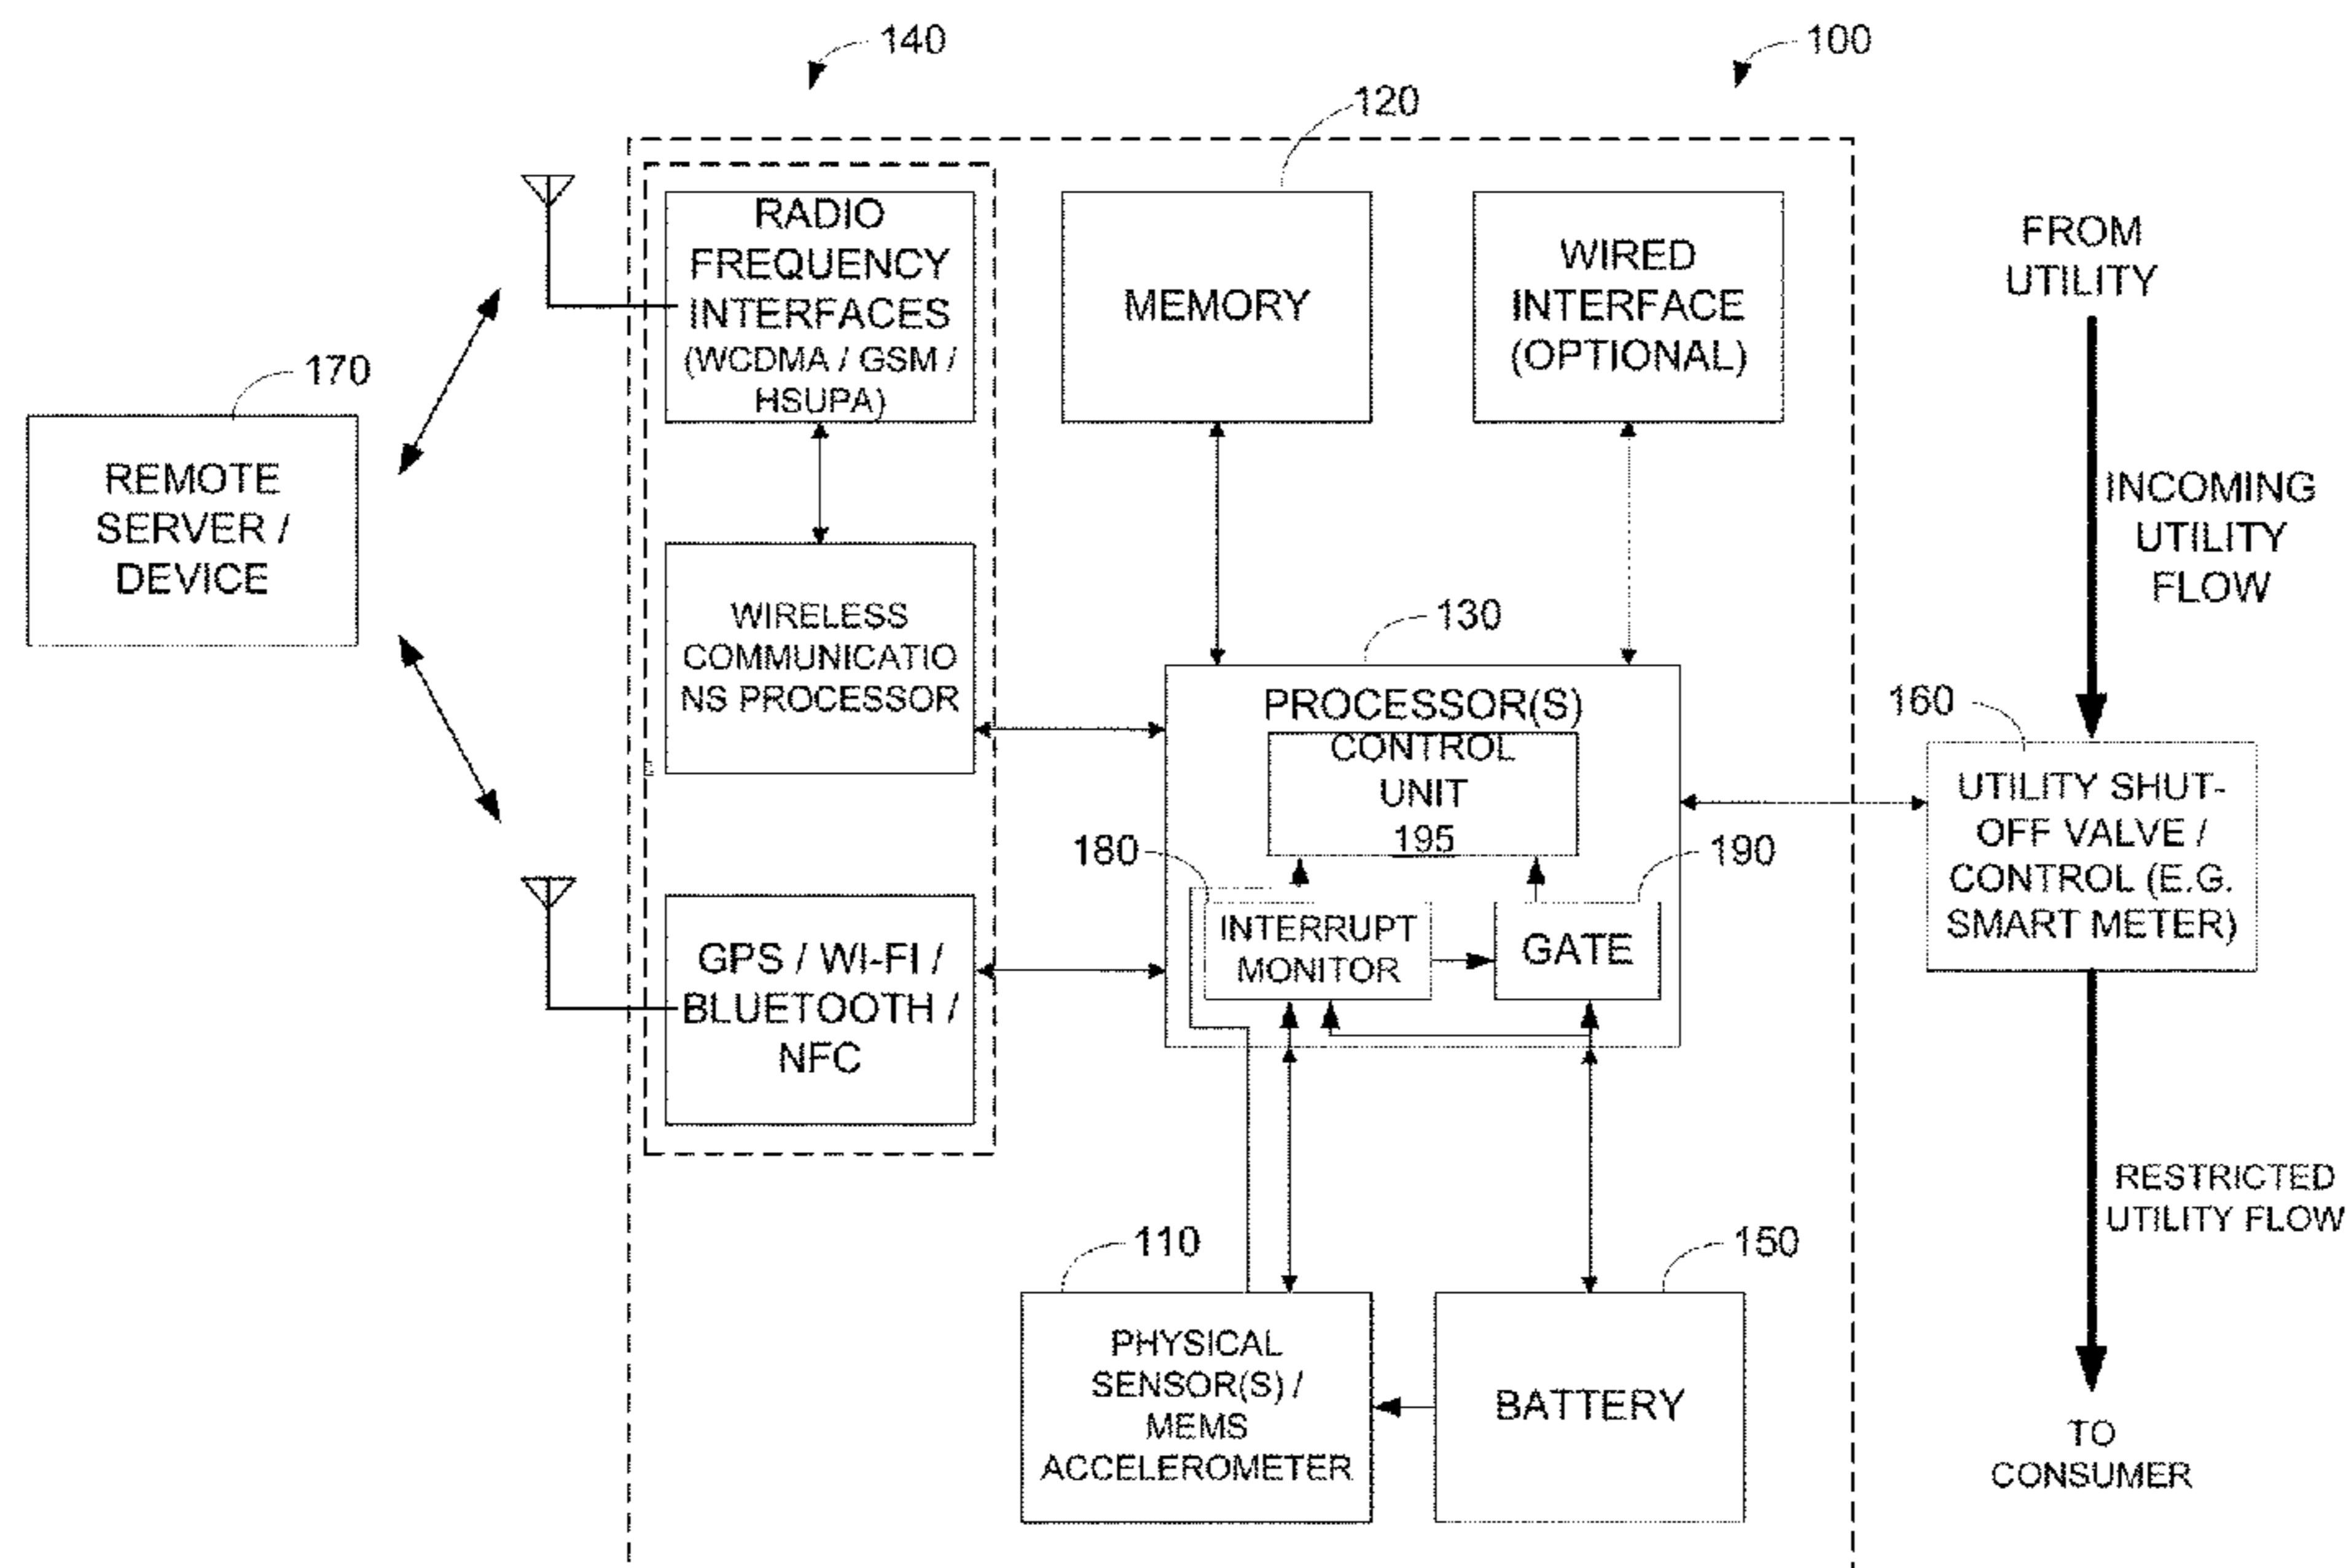 140
100
120
RADIO
FREQUENCY
INTERFACES
(WCDMA / GSM /
HSUPA)
MEMORY
WIRED
INTERFACE
(OPTIONAL)
FROM
UTILITY
170
REMOTE
SERVER /
DEVICE
INCOMING
UTILITY
FLOW
WIRELESS
COMMUNICATIO
NS PROCESSOR
130
PROCESSOR(S)
CONTROL
UNIT
195
180
190
INTERRUPT
MONITOR
GATE
160
UTILITY SHUT-
OFF VALVE /
CONTROL (E.G.
SMART METER)
GPS / WI-FI /
BLUETOOTH /
NFC
RESTRICTED
UTILITY FLOW
110
150
PHYSICAL
SENSOR(S) /
MEMS
ACCELEROMETER
BATTERY
TO
CONSUMER